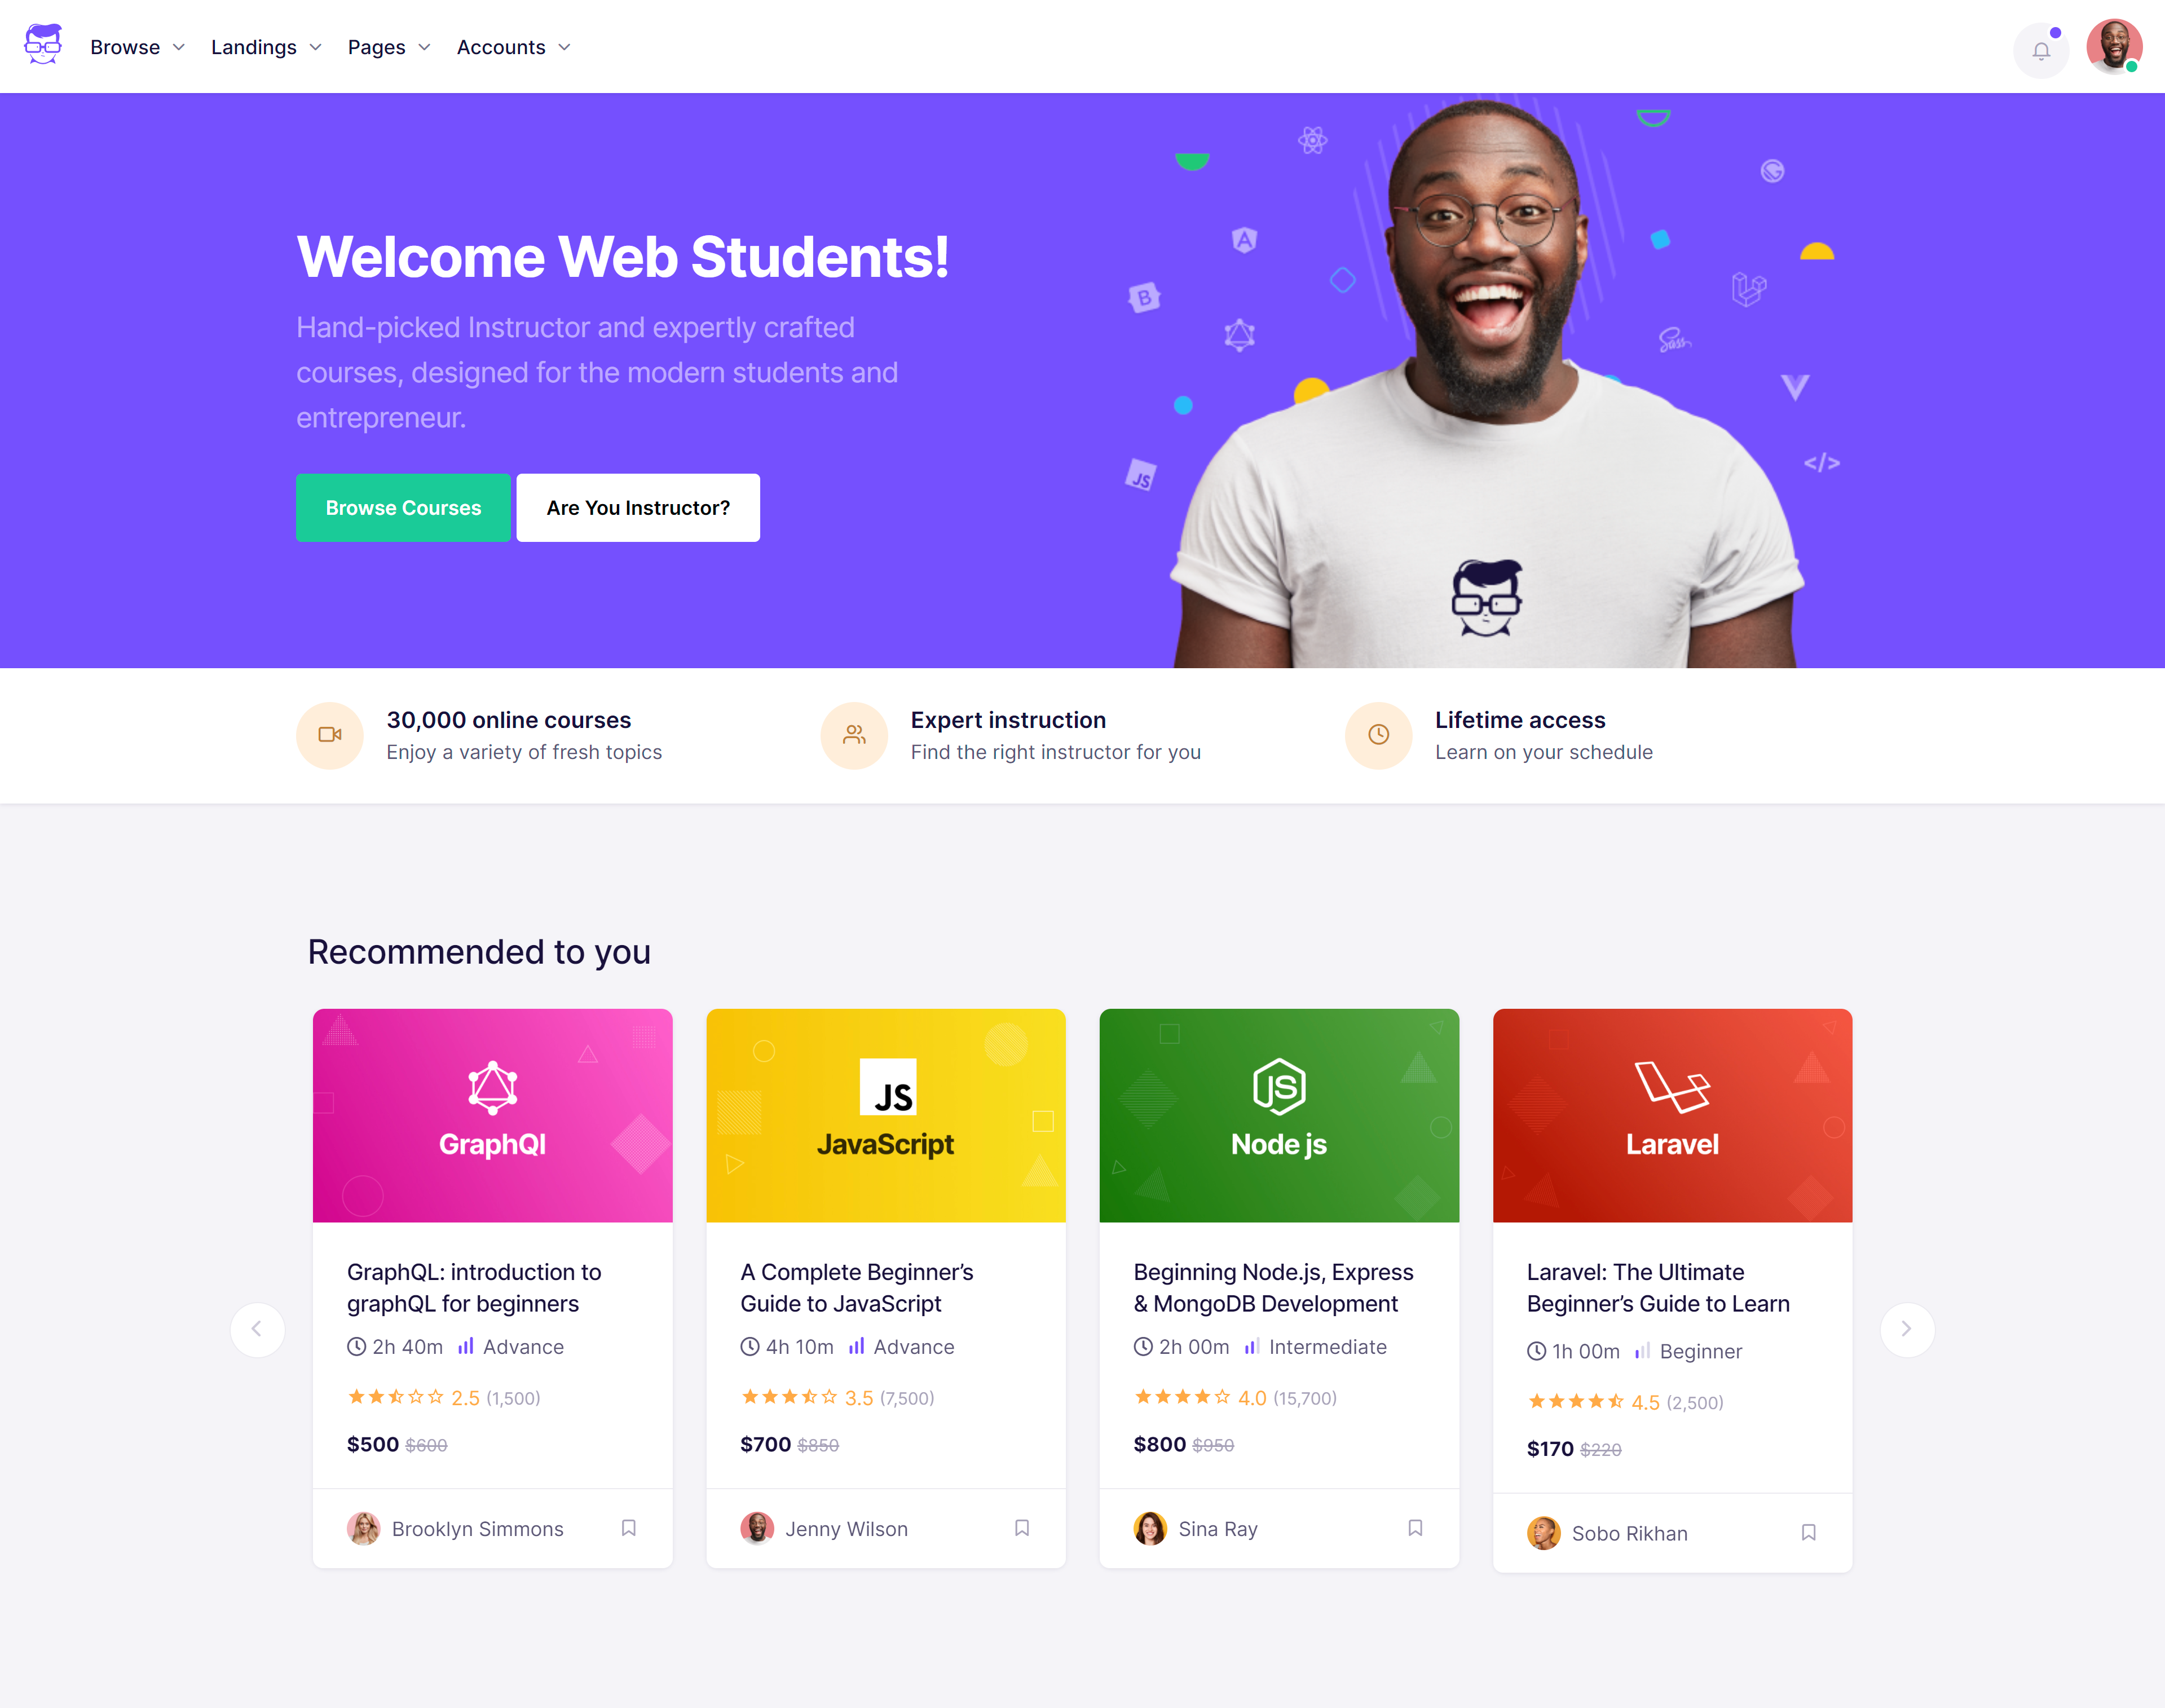 Browse
Landings
Pages
Accounts
Welcome Web Students!
Hand-picked Instructor and expertly crafted
courses, designed for the modern students and
entrepreneur.
Browse Courses
Are You Instructor?
B
JS
Sass
</>
30,000 online courses
Enjoy a variety of fresh topics
Expert instruction
Find the right instructor for you
Lifetime access
Learn on your schedule
Recommended to you
GraphQl
GraphQL: introduction to
graphQL for beginners
2h 40m Advance
2.5 (1,500)
$500 $600
Brooklyn Simmons
JS
JavaScript
A Complete Beginner’s
Guide to JavaScript
4h 10m Advance
3.5 (7,500)
$700 $850
Jenny Wilson
JS
Node js
Beginning Node.js, Express
& MongoDB Development
2h 00m Intermediate
4.0 (15,700)
$800 $950
Sina Ray
Laravel
Laravel: The Ultimate
Beginner’s Guide to Learn
1h 00m Beginner
4.5 (2,500)
$170 $220
Sobo Rikhan